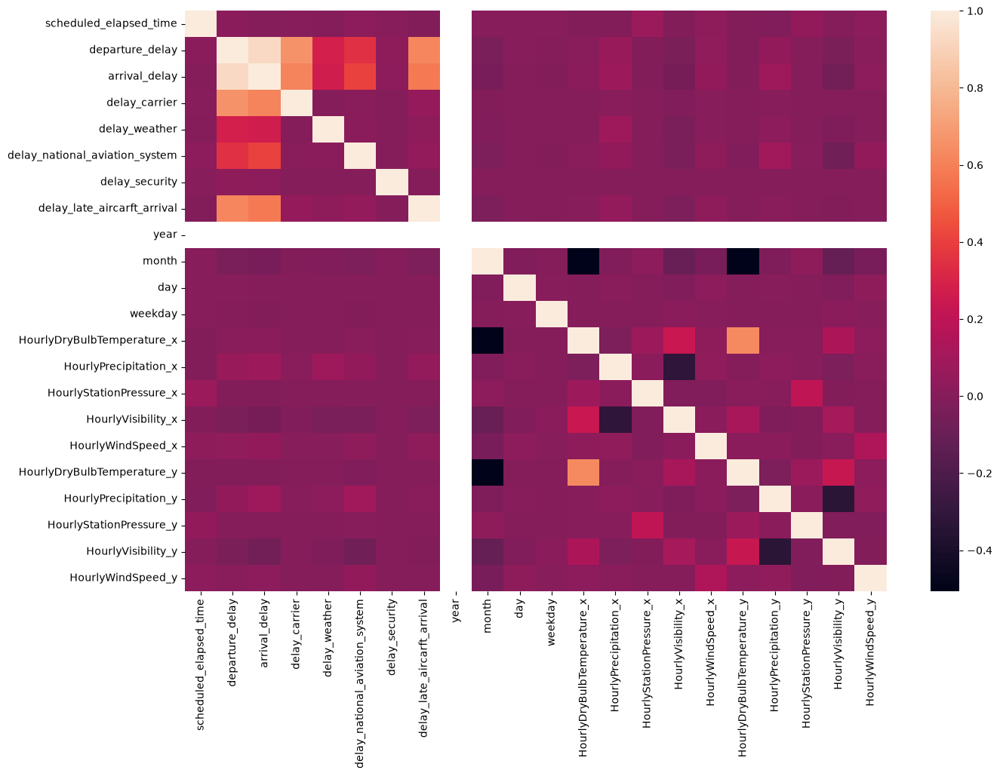 scheduled_elapsed_time
departure_delay
arrival_delay
delay_carrier
delay_weather
delay_national_aviation_system
delay_security
delay_late_aircarft_arrival
year
month
day
weekday
HourlyDryBulbTemperature_x
HourlyPrecipitation_x
HourlyStationPressure_x
HourlyVisibility_x
HourlyWindSpeed_x
HourlyDryBulbTemperature_y
HourlyPrecipitation_y
HourlyStationPressure_y
HourlyVisibility_y
HourlyWindSpeed_y
scheduled_elapsed_time
departure_delay
arrival_delay
delay_carrier
delay_weather
delay_national_aviation_system
delay_security
delay_late_aircarft_arrival
year
month
day
weekday
HourlyDryBulbTemperature_x
HourlyPrecipitation_x
HourlyStationPressure_x
HourlyVisibility_x
HourlyWindSpeed_x
HourlyDryBulbTemperature_y
HourlyPrecipitation_y
HourlyStationPressure_y
HourlyVisibility_y
HourlyWindSpeed_y
1.0
0.8
0.6
0.4
0.2
0.0
−0.2
−0.4